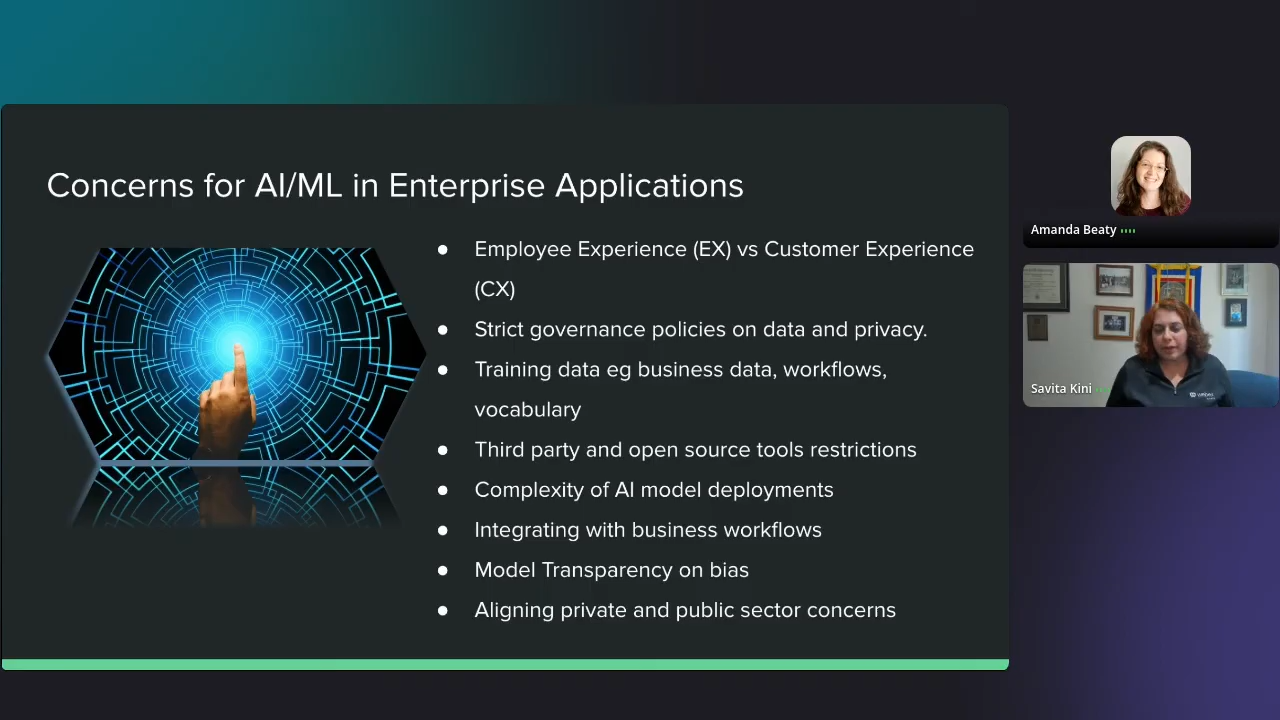 Concerns for AI/ML in Enterprise Applications
● Employee Experience (EX) vs Customer Experience
(CX)
● Strict governance policies on data and privacy.
● Training data eg business data, workflows,
vocabulary
● Third party and open source tools restrictions
● Complexity of AI model deployments
● Integrating with business workflows
● Model Transparency on bias
● Aligning private and public sector concerns
Amanda Beaty
Savita Kini
webex